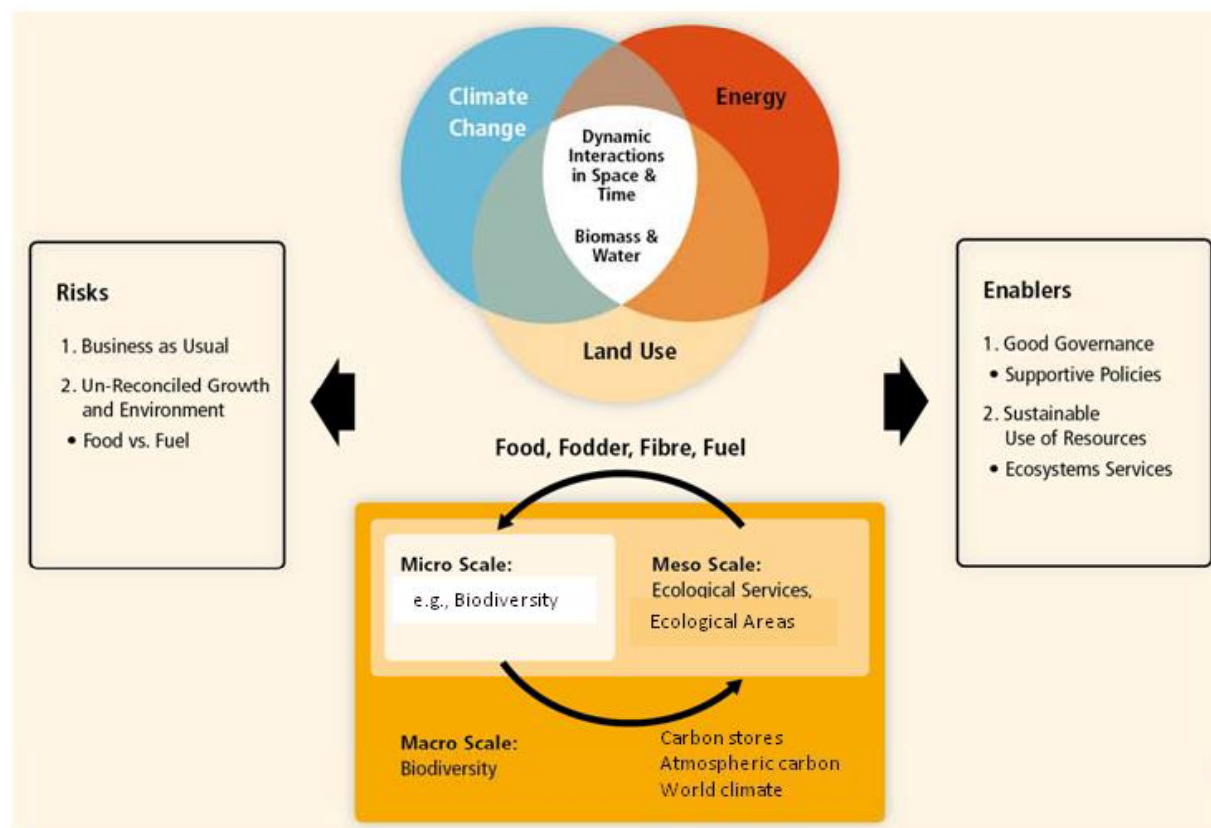 Climate
Change
Energy
Dynamic
Interactions
in Space &
Time
Biomass &
Water
Land Use
Risks
1. Business as Usual
2. Un-Reconciled Growth
and Environment
• Food vs. Fuel
Enablers
1. Good Governance
• Supportive Policies
2. Sustainable
Use of Resources
• Ecosystems Services
Food, Fodder, Fibre, Fuel
Micro Scale:
e.g., Biodiversity
Meso Scale:
Ecological Services,
Ecological Areas
Macro Scale:
Biodiversity
Carbon stores
Atmospheric carbon
World climate